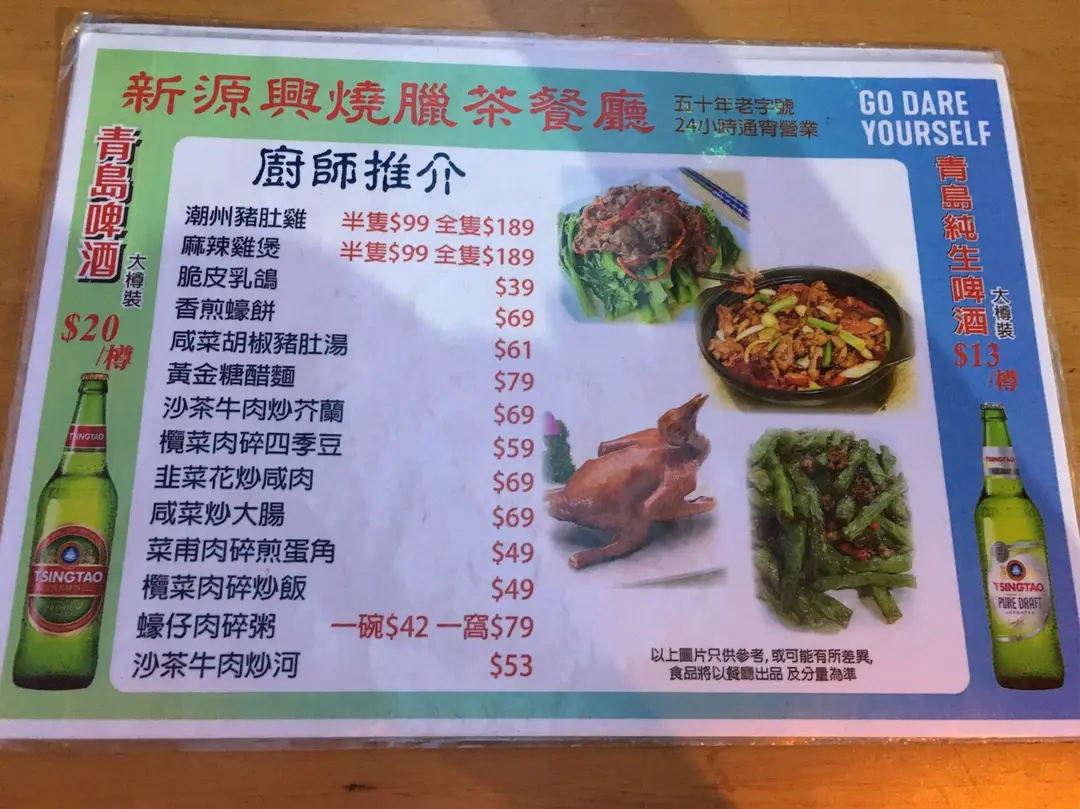 新源興燒臘茶餐廳
五十年老字號
24小時通宵營業
GO DARE
YOURSELF
青島啤酒
大樽裝
$20
/樽
TSINGTAO
TSINGTAO
PREMIUM
廚師推介
潮州豬肚雞 半隻$99 全隻$189
麻辣雞煲 半隻$99 全隻$189
脆皮乳鴿 $39
香煎蠔餅 $69
咸菜胡椒豬肚湯 $61
黃金糖醋麵 $79
沙茶牛肉炒芥蘭 $69
欖菜肉碎四季豆 $59
韭菜花炒咸肉 $69
咸菜炒大腸 $69
菜甫肉碎煎蛋角 $49
欖菜肉碎炒飯 $49
蠔仔肉碎粥 一碗$42 一窩$79
沙茶牛肉炒河 $53
以上圖片只供參考, 或可能有所差異,
食品將以餐廳出品 及分量為準
青島純生啤酒
大樽裝
$13
/樽
TSINGTAO
TSINGTAO
PURE DRAFT